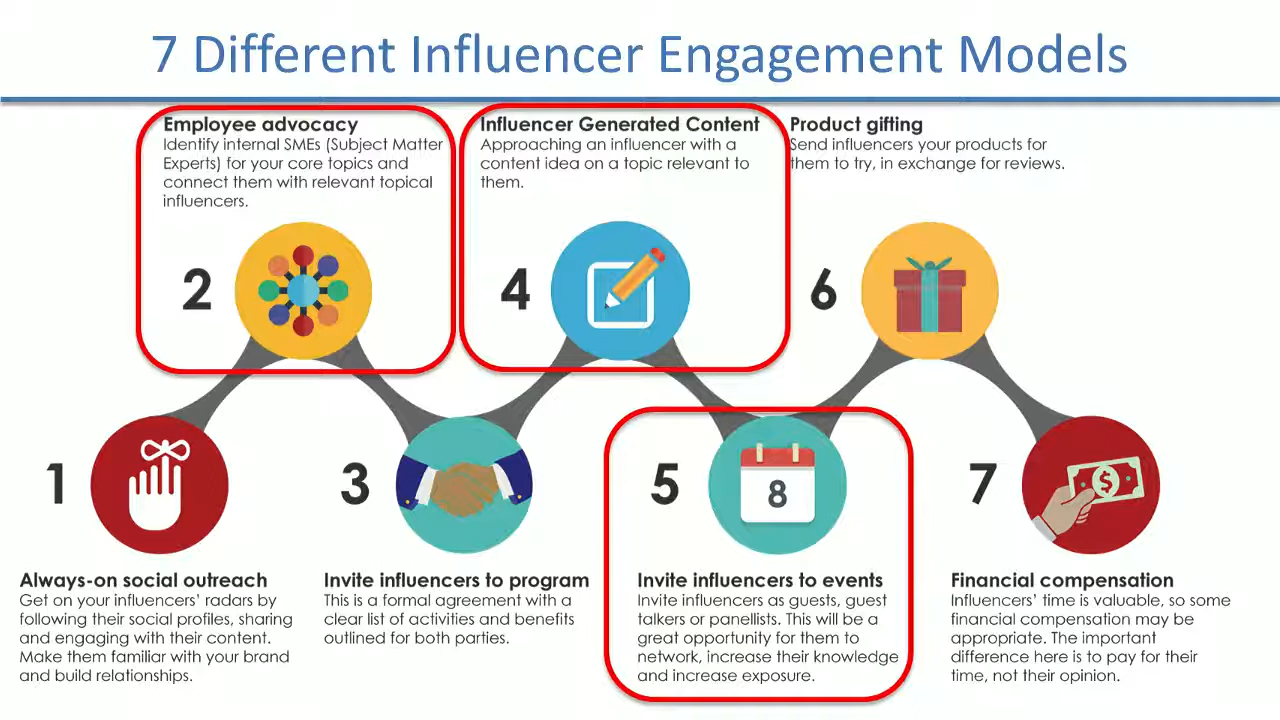 7 Different Influencer Engagement Models
Employee advocacy
Identify internal SMEs (Subject Matter
Experts) for your core topics and
connect them with relevant topical
influencers.
2
Influencer Generated Content
Approaching an influencer with a
content idea on a topic relevant to
them.
4
Product gifting
Send influencers your products for
them to try, in exchange for reviews.
6
1
Always-on social outreach
Get on your influencers’ radars by
following their social profiles, sharing
and engaging with their content.
Make them familiar with your brand
and build relationships.
3
Invite influencers to program
This is a formal agreement with a
clear list of activities and benefits
outlined for both parties.
5
8
Invite influencers to events
Invite influencers as guests, guest
talkers or panellists. This will be a
great opportunity for them to
network, increase their knowledge
and increase exposure.
7
$
Financial compensation
Influencers’ time is valuable, so some
financial compensation may be
appropriate. The important
difference here is to pay for their
time, not their opinion.